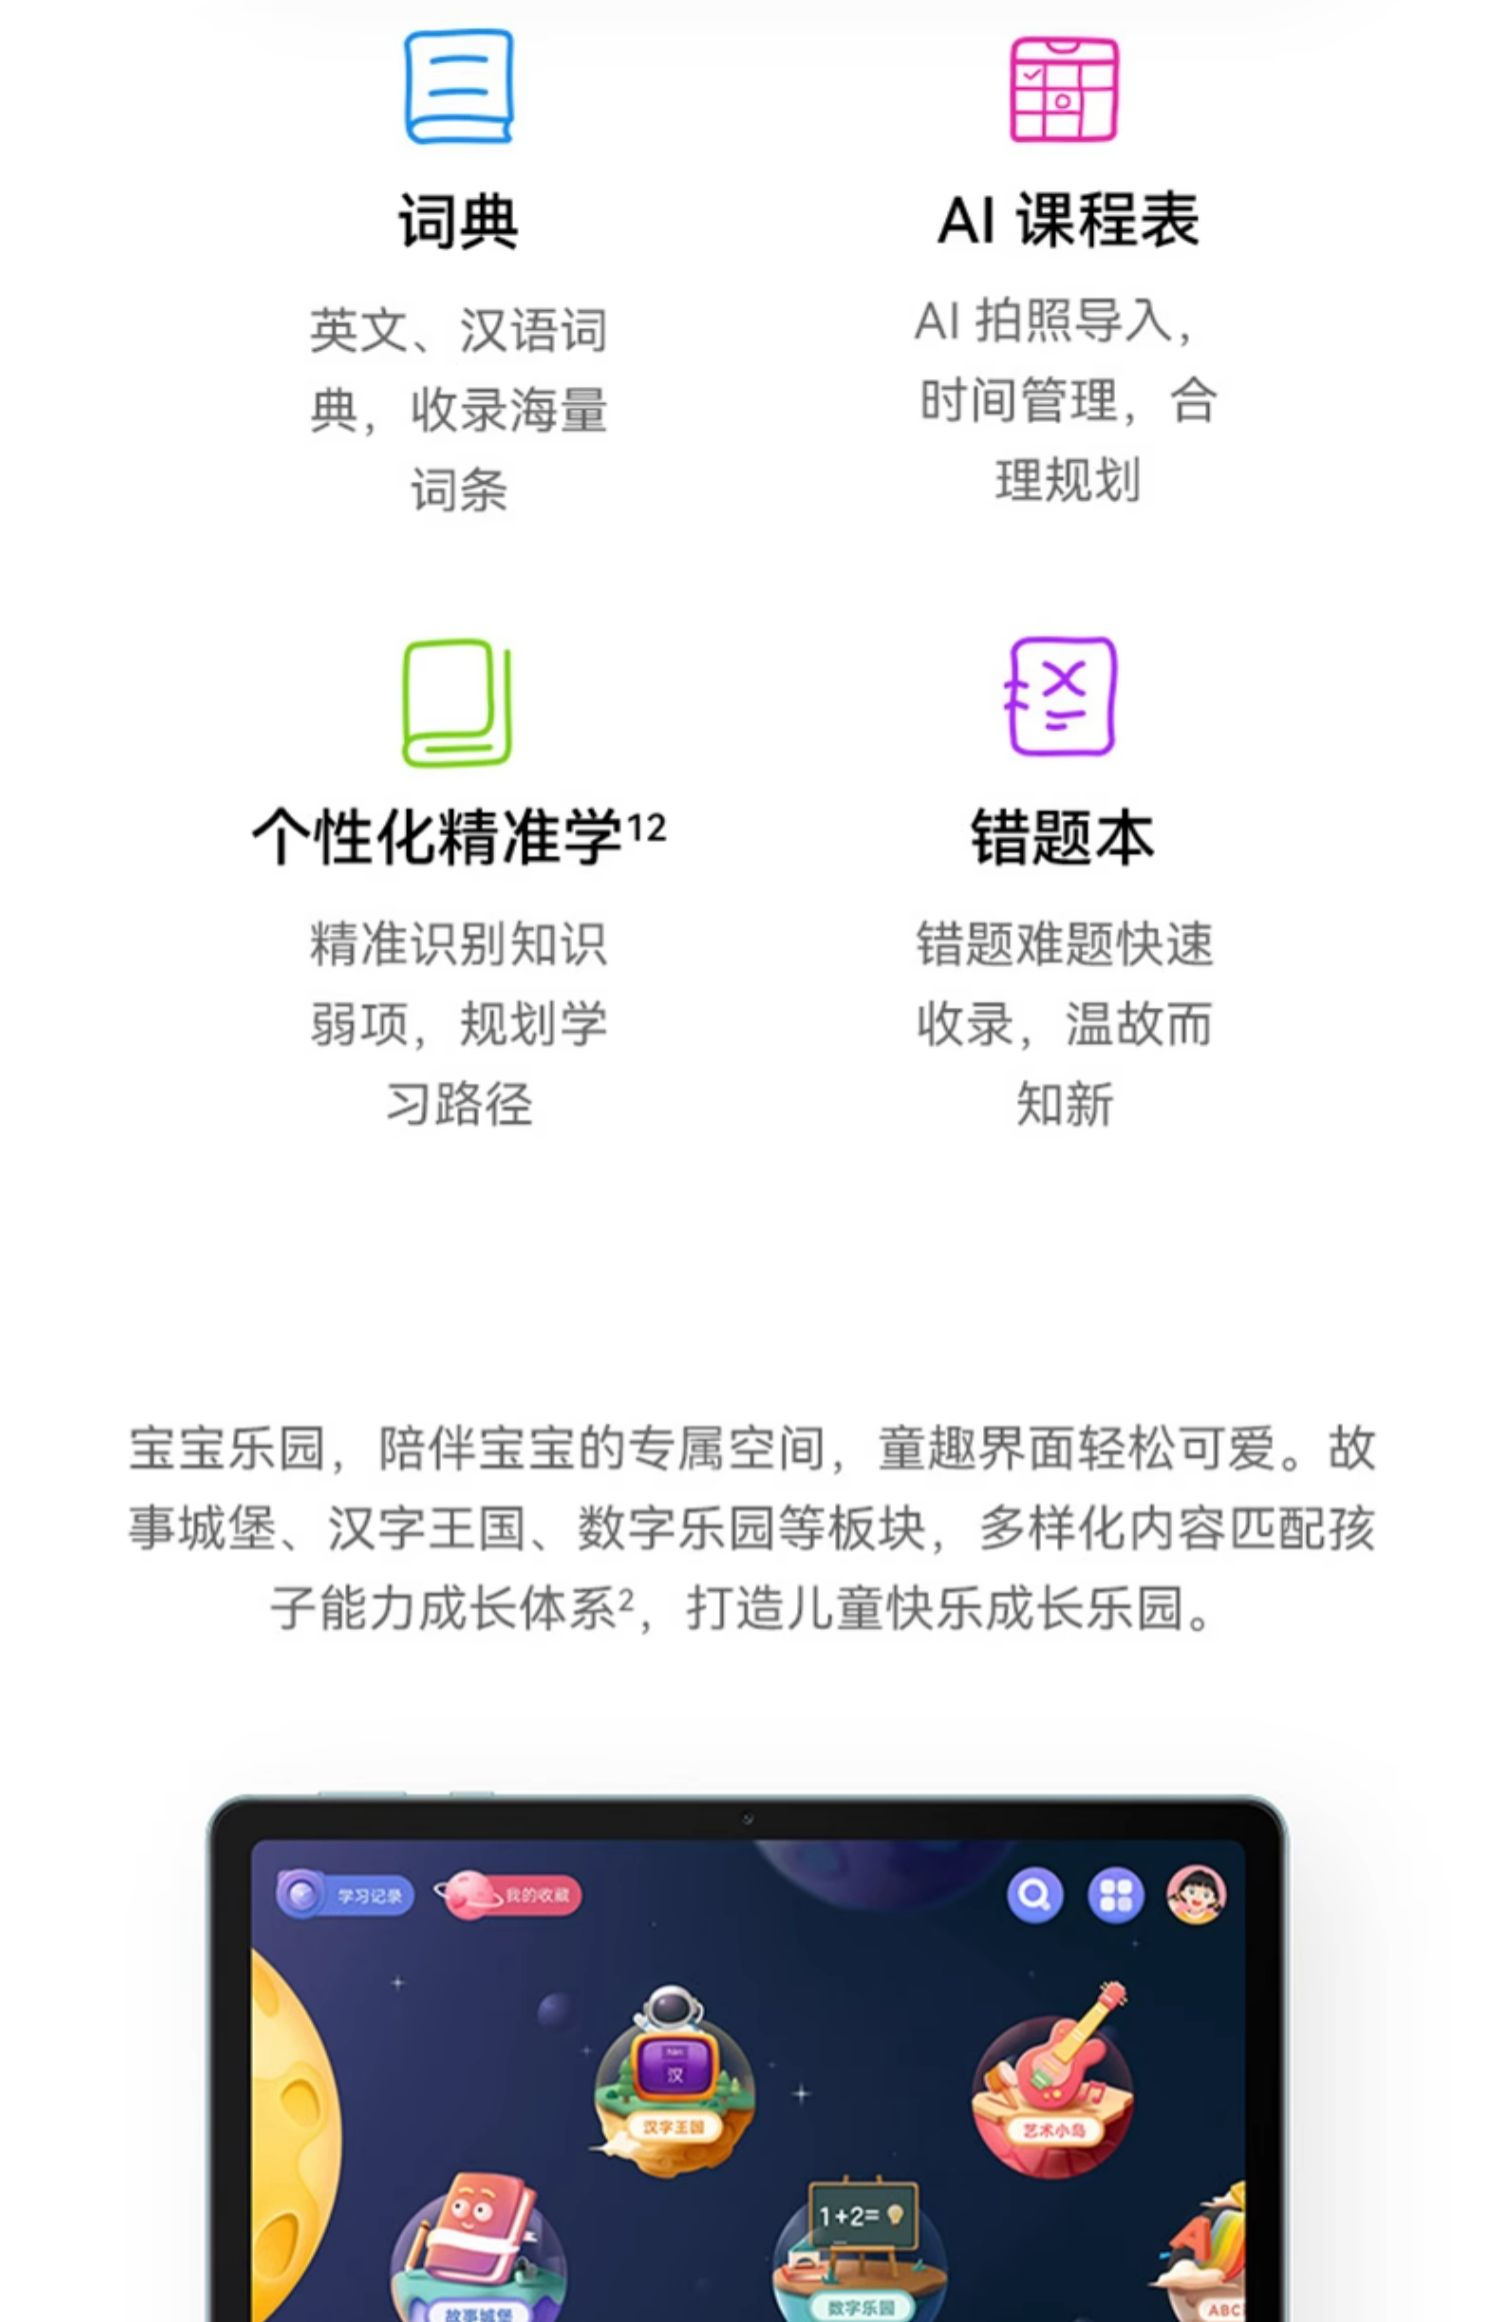 词典
英文、汉语词
典，收录海量
词条
AI 课程表
AI 拍照导入，
时间管理，合
理规划
个性化精准学12
精准识别知识
弱项，规划学
习路径
错题本
错题难题快速
收录，温故而
知新
宝宝乐园，陪伴宝宝的专属空间，童趣界面轻松可爱。故
事城堡、汉字王国、数字乐园等板块，多样化内容匹配孩
子能力成长体系2，打造儿童快乐成长乐园。
学习记录
我的收藏
汉
汉字王国
艺术小岛
1+2=
故事城堡
数字乐园
A
ABC